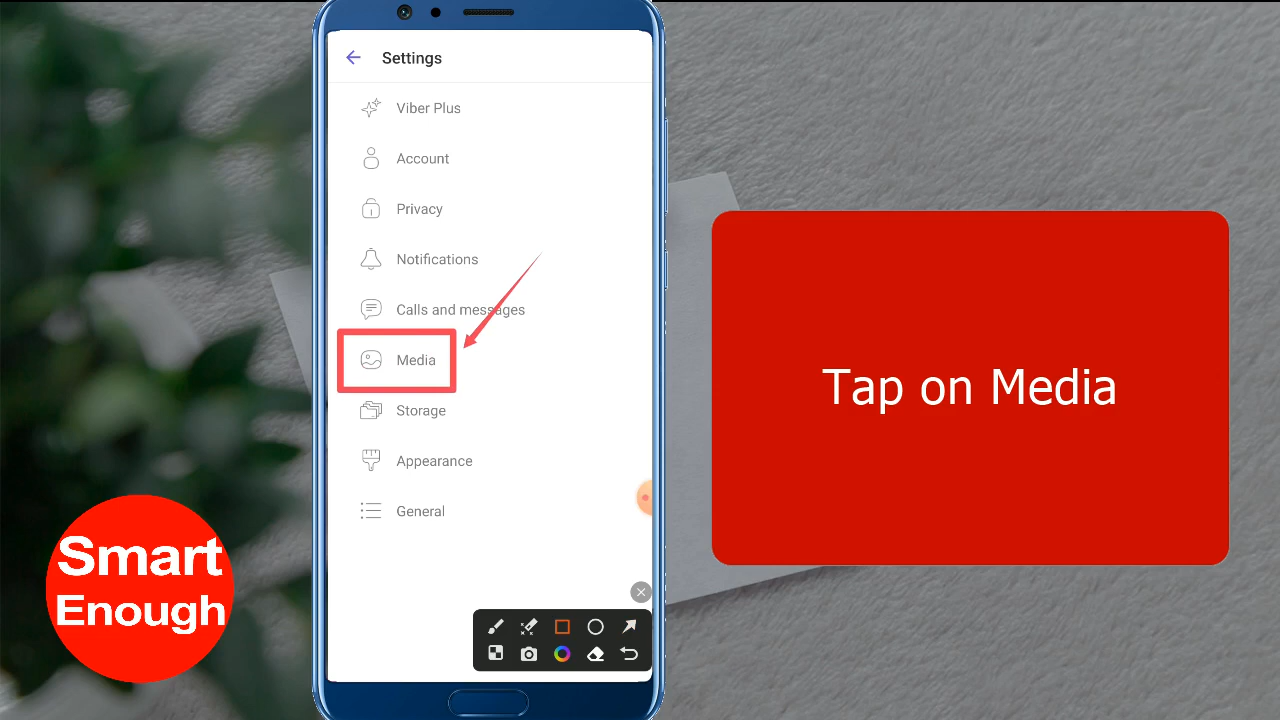 Settings
Viber Plus
Account
Privacy
Notifications
Calls and messages
Media
Storage
Appearance
General
Tap on Media
Smart
Enough